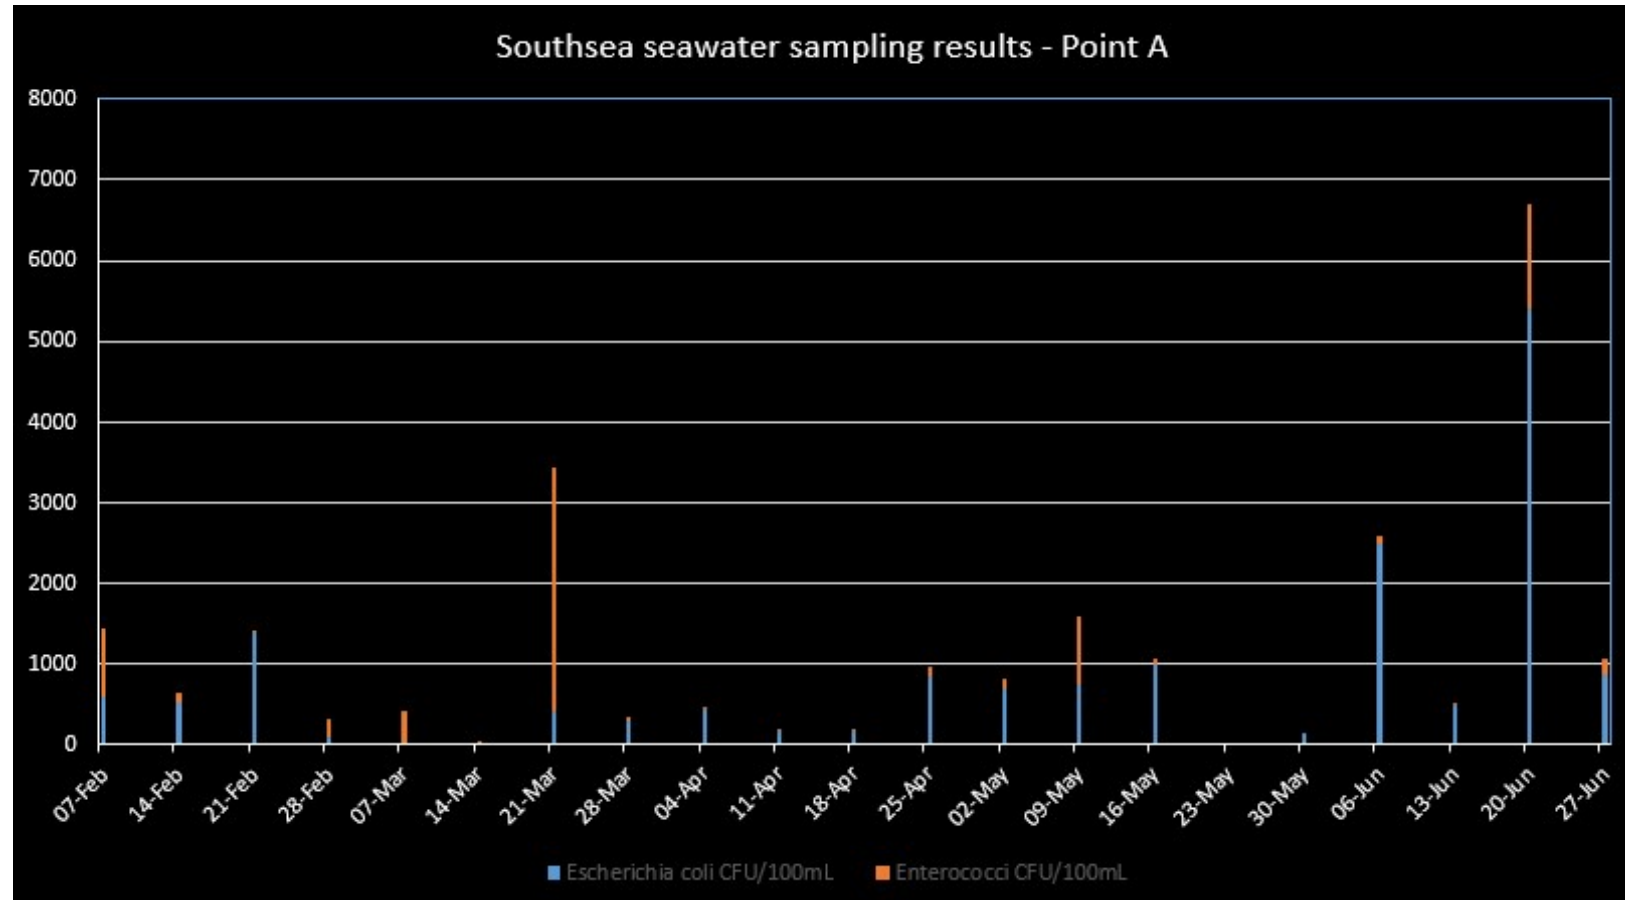 Southsea seawater sampling results - Point A
8000
7000
6000
5000
4000
3000
2000
1000
0
07-Feb
14-Feb
21-Feb
28-Feb
07-Mar
14-Mar
21-Mar
28-Mar
04-Apr
11-Apr
18-Apr
25-Apr
02-May
09-May
16-May
23-May
30-May
06-Jun
13-Jun
20-Jun
27-Jun
Escherichia coli CFU/100mL
Enterococci CFU/100mL